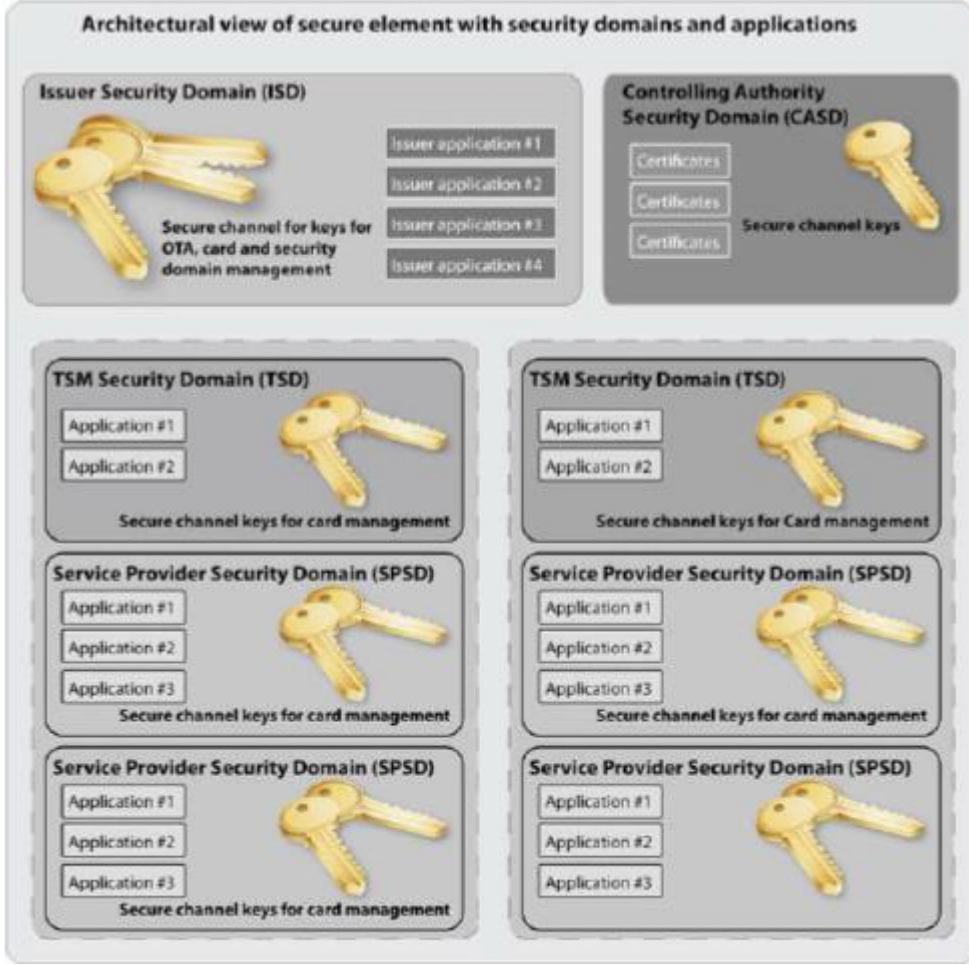 Architectural view of secure element with security domains and applications
Issuer Security Domain (ISD)
Issuer application #1
Issuer application #2
Issuer application #3
Issuer application #4
Secure channel for keys for
OTA, card and security
domain management
Controlling Authority
Security Domain (CASD)
Certificates
Certificates
Certificates
Secure channel keys
TSM Security Domain (TSD)
Application #1
Application #2
Secure channel keys for card management
Service Provider Security Domain (SPSD)
Application #1
Application #2
Application #3
Secure channel keys for card management
Service Provider Security Domain (SPSD)
Application #1
Application #2
Application #3
Secure channel keys for card management
TSM Security Domain (TSD)
Application #1
Application #2
Secure channel keys for Card management
Service Provider Security Domain (SPSD)
Application #1
Application #2
Application #3
Secure channel keys for card management
Service Provider Security Domain (SPSD)
Application #1
Application #2
Application #3